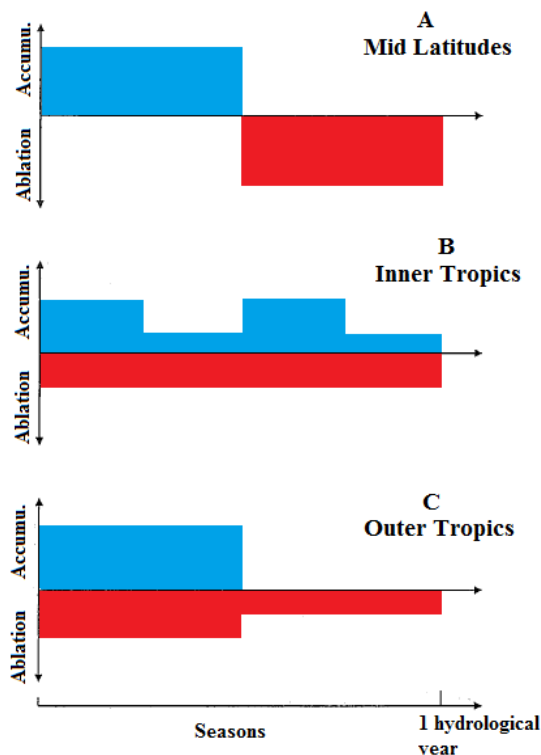 A
Mid Latitudes
Accumu.
Ablation
B
Inner Tropics
Accumu.
Ablation
C
Outer Tropics
Accumu.
Ablation
Seasons
1 hydrological
year